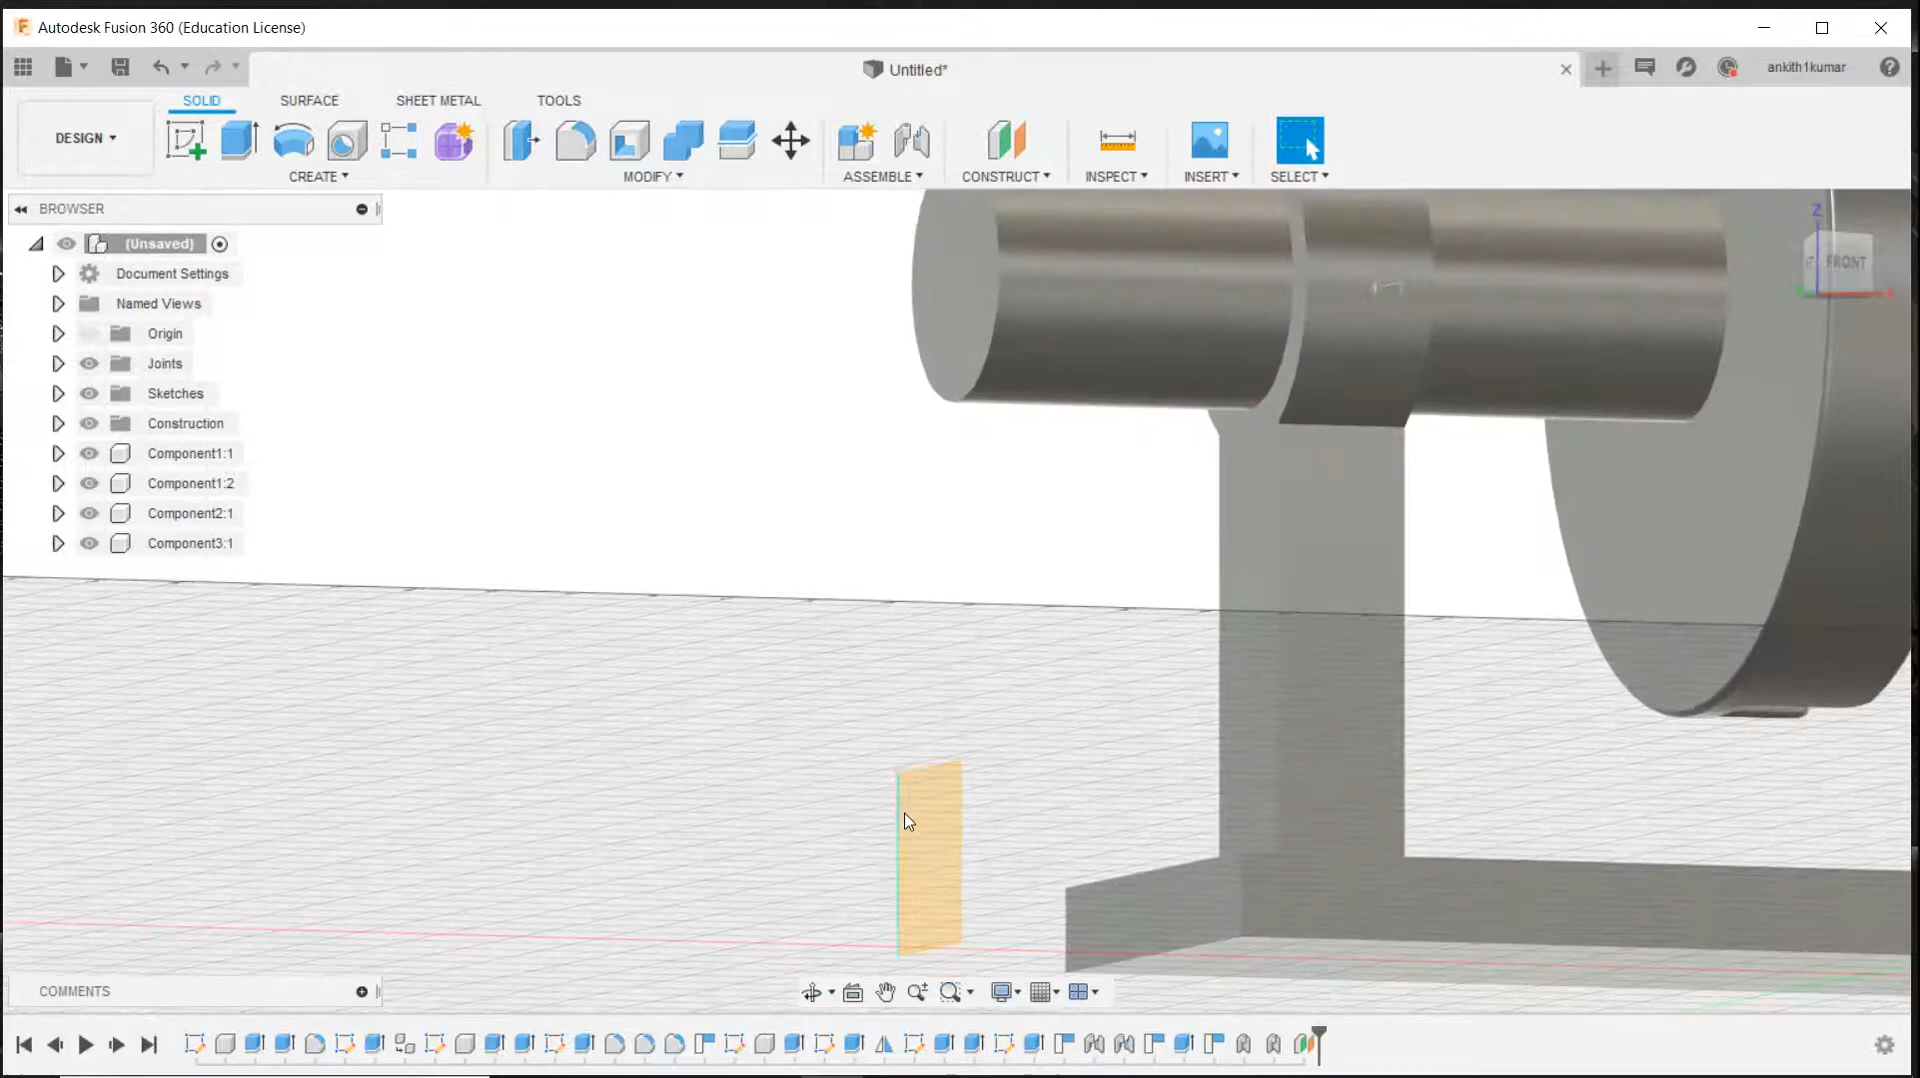 Autodesk Fusion 360 (Education License)
Untitled*
ankith1kumar
SOLID SURFACE SHEET METAL TOOLS
DESIGN
CREATE MODIFY ASSEMBLE CONSTRUCT INSPECT INSERT SELECT
BROWSER
(Unsaved)
Document Settings
Named Views
Origin
Joints
Sketches
Construction
Component1:1
Component1:2
Component2:1
Component3:1
Z
FRONT
COMMENTS